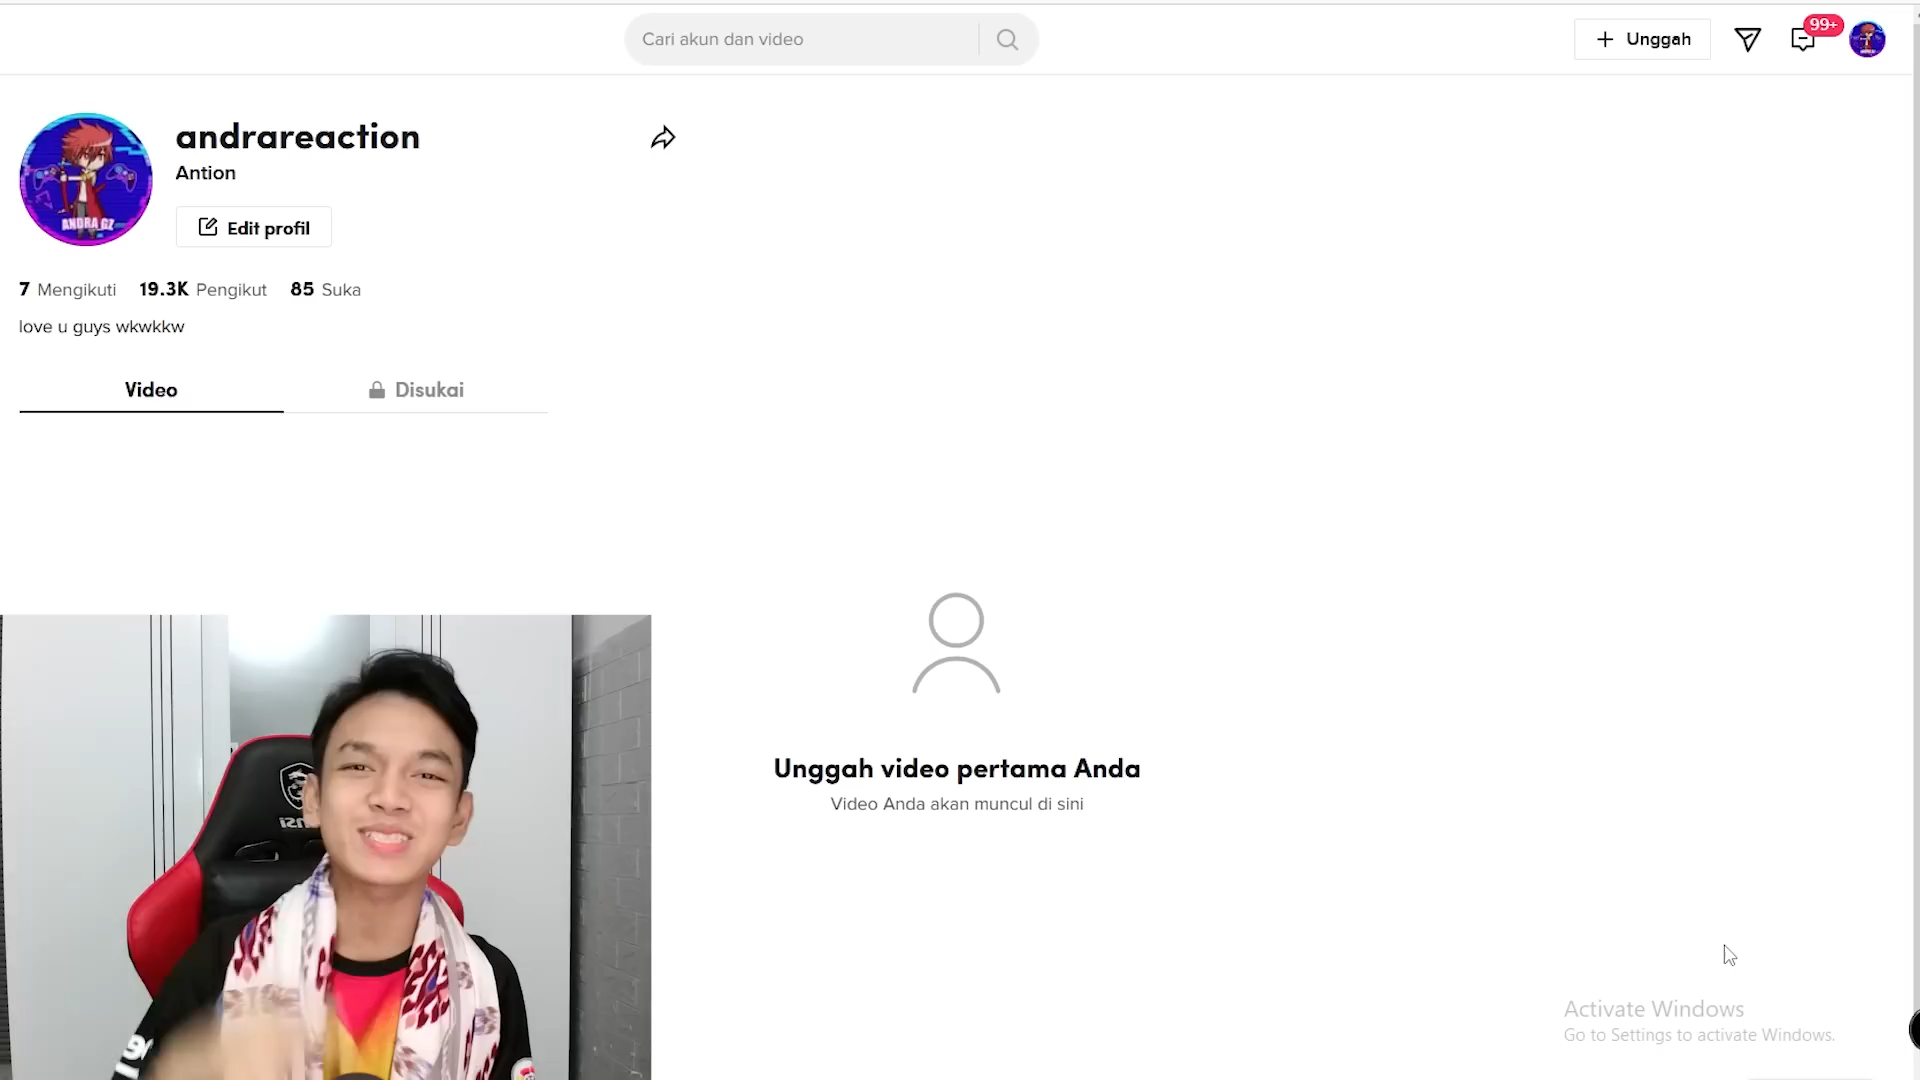 Cari akun dan video
Unggah
99+
andrareaction
Antion
Edit profil
7 Mengikuti 19.3K Pengikut 85 Suka
love u guys wkwkkw
Video Disukai
ANDRA GZ
Unggah video pertama Anda
Video Anda akan muncul di sini
Activate Windows
Go to Settings to activate Windows.